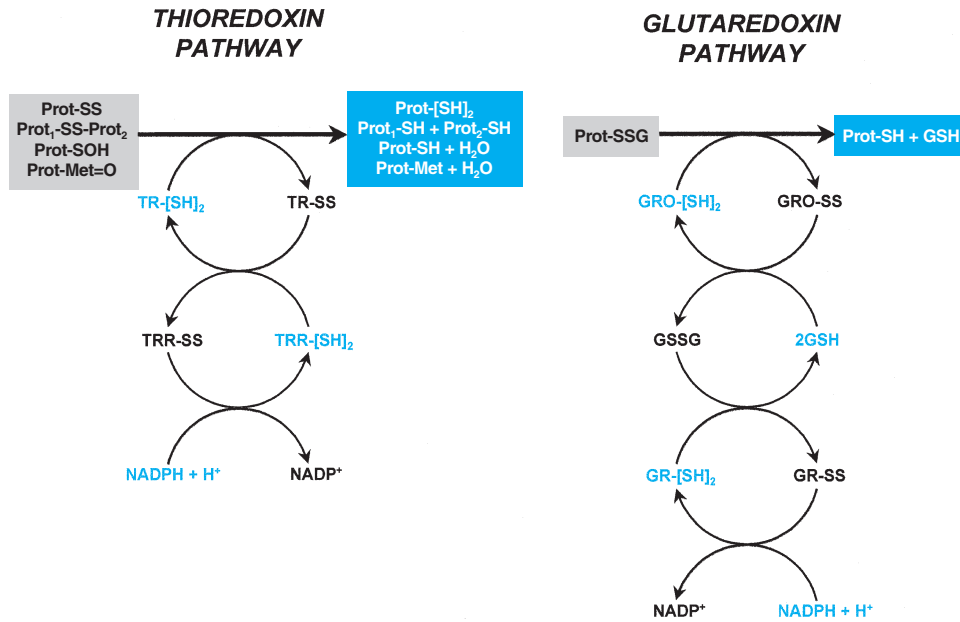 THIOREDOXIN
PATHWAY
Prot-SS
Prot₁-SS-Prot₂
Prot-SOH
Prot-Met=O
Prot-[SH]₂
Prot₁-SH + Prot₂-SH
Prot-SH + H₂O
Prot-Met + H₂O
TR-[SH]₂
TR-SS
TRR-SS
TRR-[SH]₂
NADPH + H⁺
NADP⁺
GLUTAREDOXIN
PATHWAY
Prot-SSG
Prot-SH + GSH
GRO-[SH]₂
GRO-SS
GSSG
2GSH
GR-[SH]₂
GR-SS
NADP⁺
NADPH + H⁺